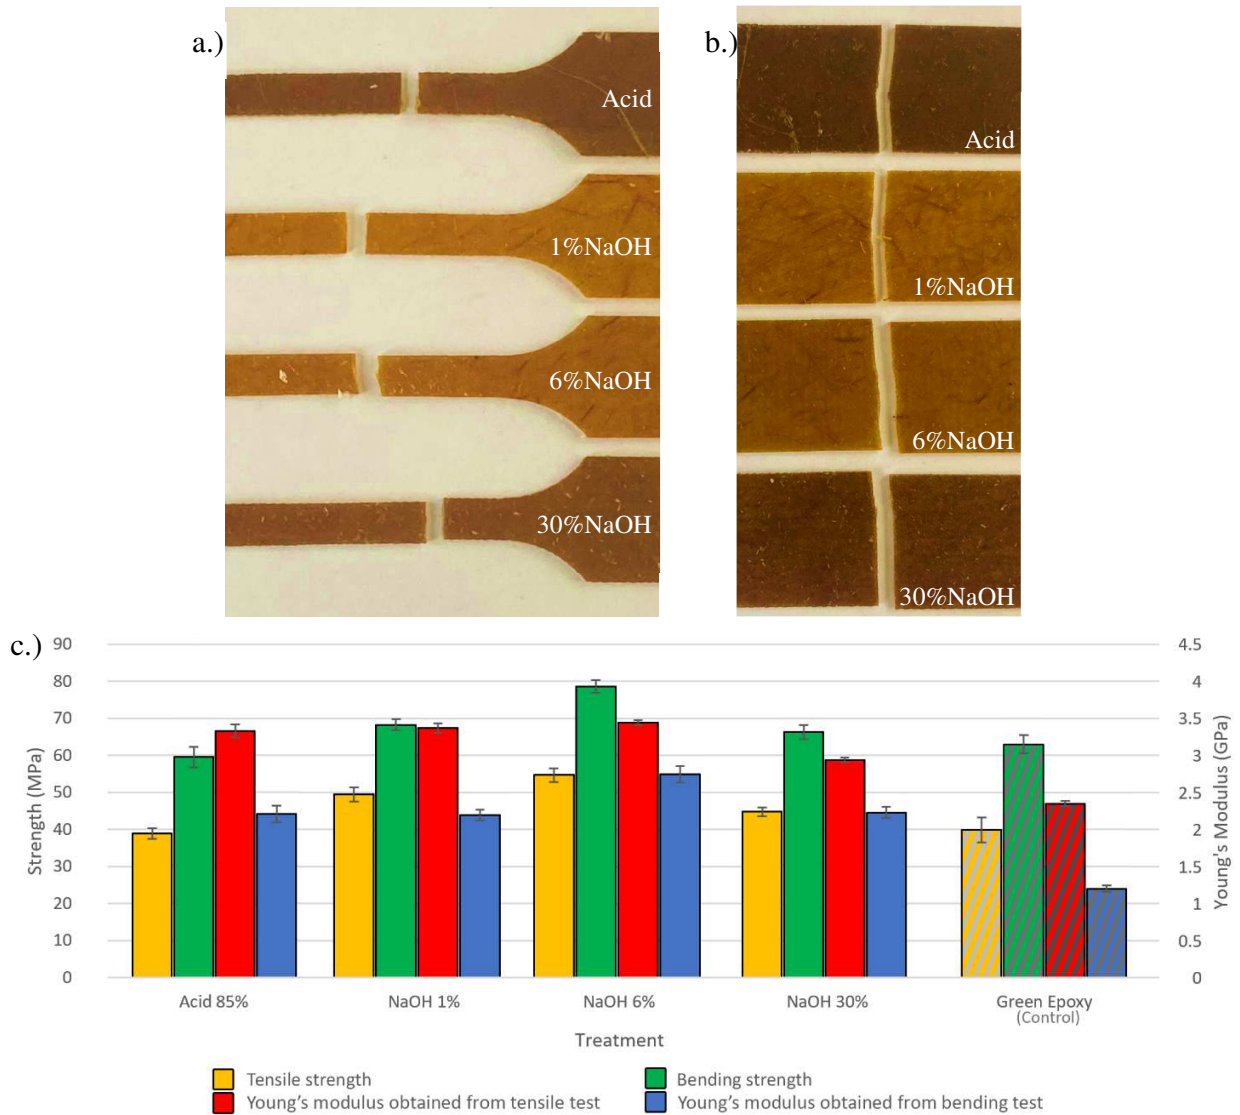 a.)
Acid
1%NaOH
6%NaOH
30%NaOH
b.)
Acid
1%NaOH
6%NaOH
30%NaOH
c.)
90
80
70
60
50
40
30
20
10
0
Strength (MPa)
4.5
4
3.5
3
2.5
2
1.5
1
0.5
0
Young's Modulus (GPa)
Acid 85%
NaOH 1%
NaOH 6%
NaOH 30%
Green Epoxy
(Control)
Treatment
Tensile strength
Bending strength
Young's modulus obtained from tensile test
Young's modulus obtained from bending test